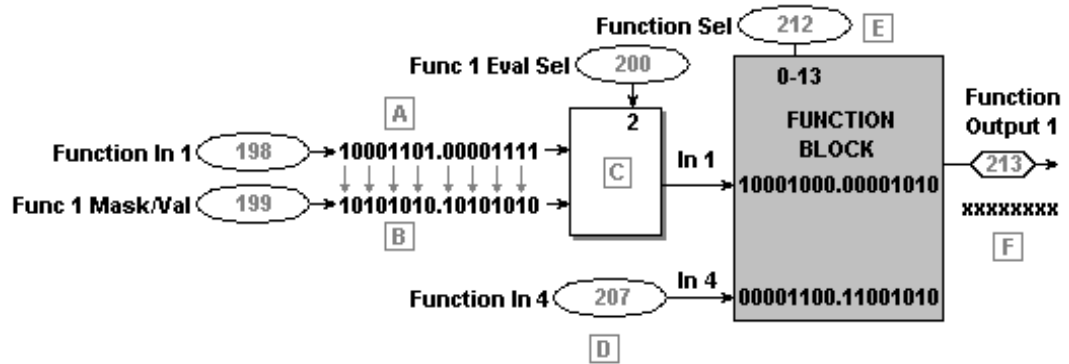 Function Sel 212 E
Func 1 Eval Sel 200
0-13
A
2
FUNCTION
BLOCK
Function
Output 1
Function In 1 198 10001101.00001111
C
In 1
213
Func 1 Mask/Val 199 10101010.10101010
10001000.00001010
xxxxxxxx
B
F
In 4
Function In 4 207
00001100.11001010
D